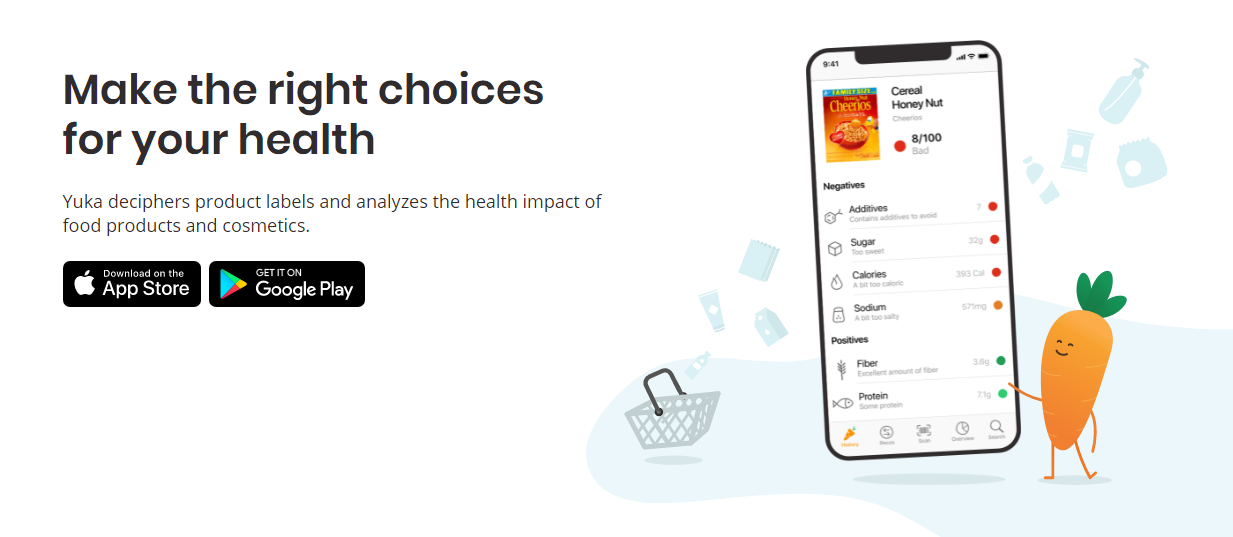 Make the right choices
for your health
Yuka deciphers product labels and analyzes the health impact of
food products and cosmetics.
Download on the
App Store
GET IT ON
Google Play
9:41
FAMILY SIZE
Honey Nut
Cheerios
Cereal
Honey Nut
Cheerios
8/100
Bad
Negatives
Additives
Contains additives to avoid
7
Sugar
Too sweet
32g
Calories
A bit too caloric
393 Cal
Sodium
A bit too salty
571mg
Positives
Fiber
Excellent amount of fiber
3.6g
Protein
Some protein
7.1g
History
Recos
Scan
Overview
Search